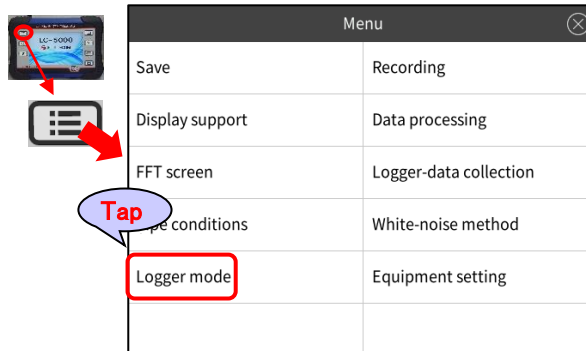 LC-5000
Menu
Save
Recording
Display support
Data processing
FFT screen
Logger-data collection
Tap
pe conditions
White-noise method
Logger mode
Equipment setting